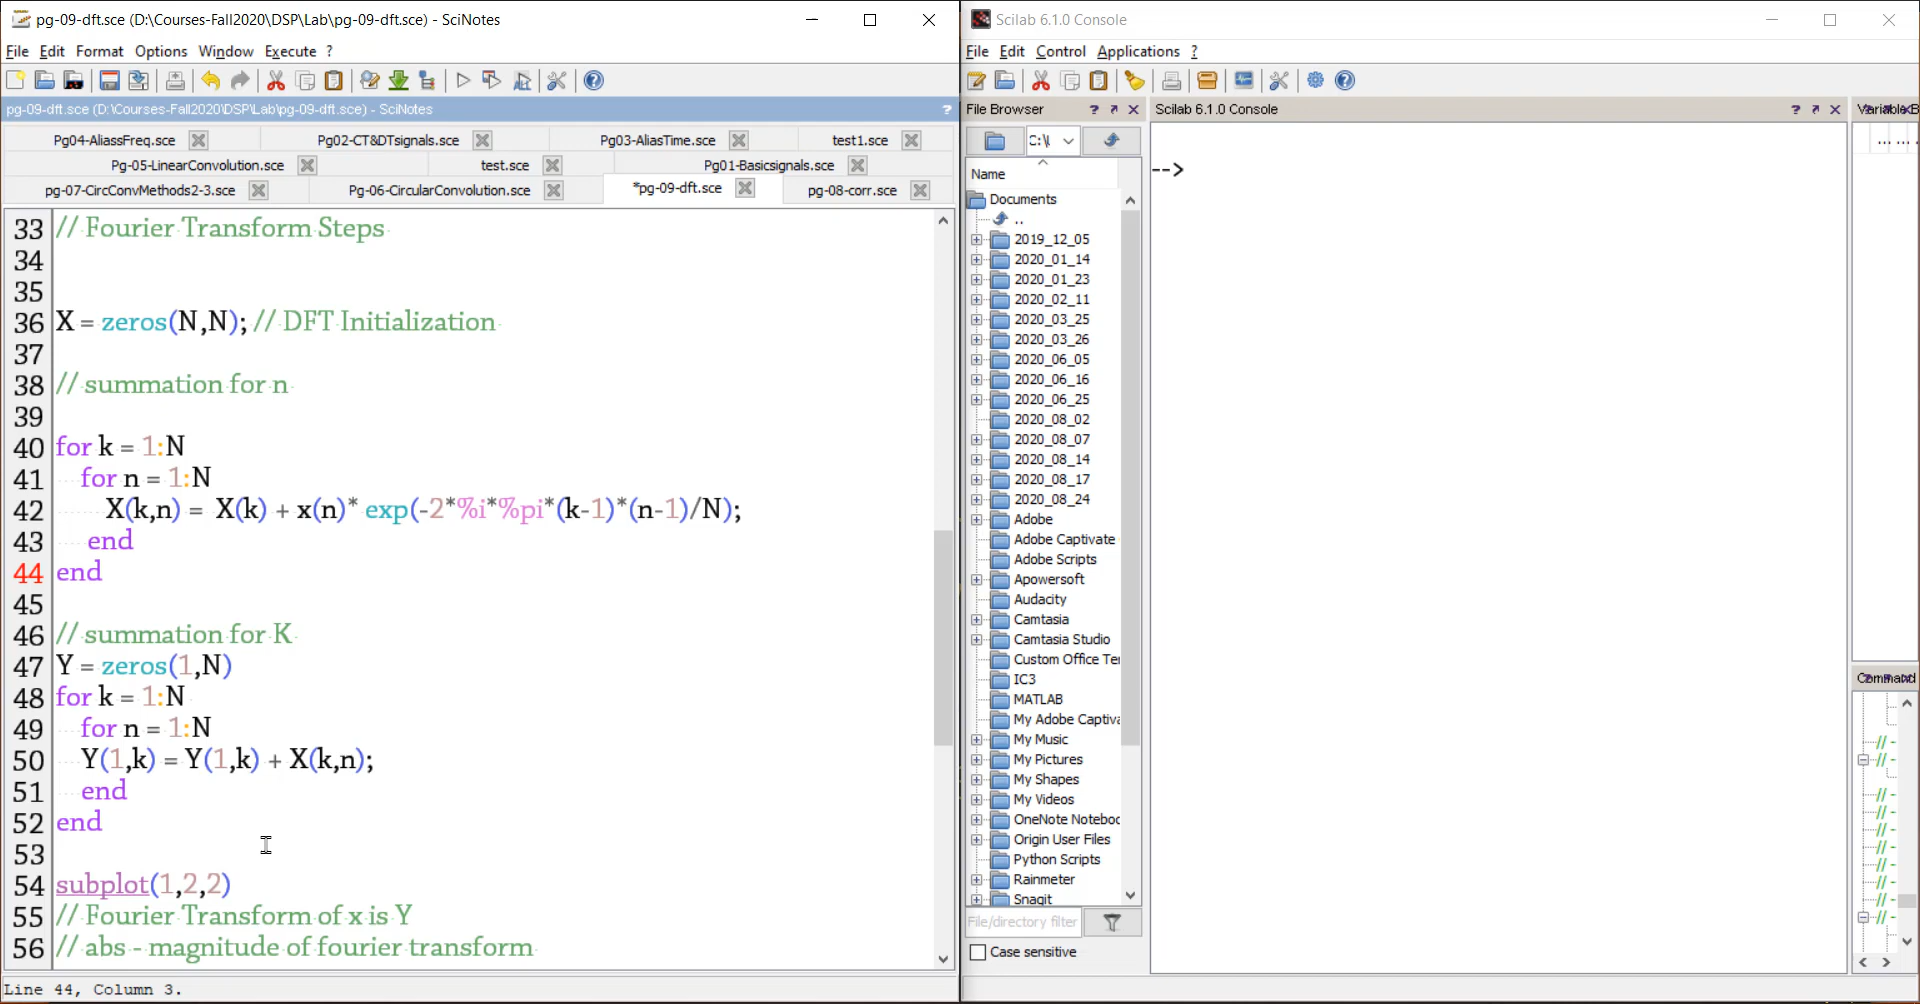 pg-09-dft.sce (D:\Courses-Fall2020\DSP\Lab\pg-09-dft.sce) - SciNotes
File Edit Format Options Window Execute ?
pg-09-dft.sce (D:\Courses-Fall2020\DSP\Lab\pg-09-dft.sce) - SciNotes ?
Pg04-AliassFreq.sce Pg02-CT&DTsignals.sce Pg03-AliasTime.sce test1.sce
Pg-05-LinearConvolution.sce test.sce Pg01-Basicsignals.sce
pg-07-CircConvMethods2-3.sce Pg-06-CircularConvolution.sce *pg-09-dft.sce pg-08-corr.sce
33 // Fourier Transform Steps
34
35
36 X = zeros(N,N); // DFT Initialization
37
38 // summation for n
39
40 for k = 1:N
41 for n = 1:N
42 X(k,n) = X(k) + x(n)* exp(-2*%i*%pi*(k-1)*(n-1)/N);
43 end
44 end
45
46 // summation for K
47 Y = zeros(1,N)
48 for k = 1:N
49 for n = 1:N
50 Y(1,k) = Y(1,k) + X(k,n);
51 end
52 end
53
54 subplot(1,2,2)
55 // Fourier Transform of x is Y
56 // abs - magnitude of fourier transform
Line 44, Column 3.
Scilab 6.1.0 Console
File Edit Control Applications ?
File Browser ?
C:\
Name
Documents
..
2019_12_05
2020_01_14
2020_01_23
2020_02_11
2020_03_25
2020_03_26
2020_06_05
2020_06_16
2020_06_25
2020_08_02
2020_08_07
2020_08_14
2020_08_17
2020_08_24
Adobe
Adobe Captivate
Adobe Scripts
Apowersoft
Audacity
Camtasia
Camtasia Studio
Custom Office Te
IC3
MATLAB
My Adobe Captiva
My Music
My Pictures
My Shapes
My Videos
OneNote Noteboo
Origin User Files
Python Scripts
Rainmeter
Snagit
File/directory filter
Case sensitive
Scilab 6.1.0 Console ?
-->
... ...
// -
// -
// -
// -
// -
// -
// -
// -
// -
// -